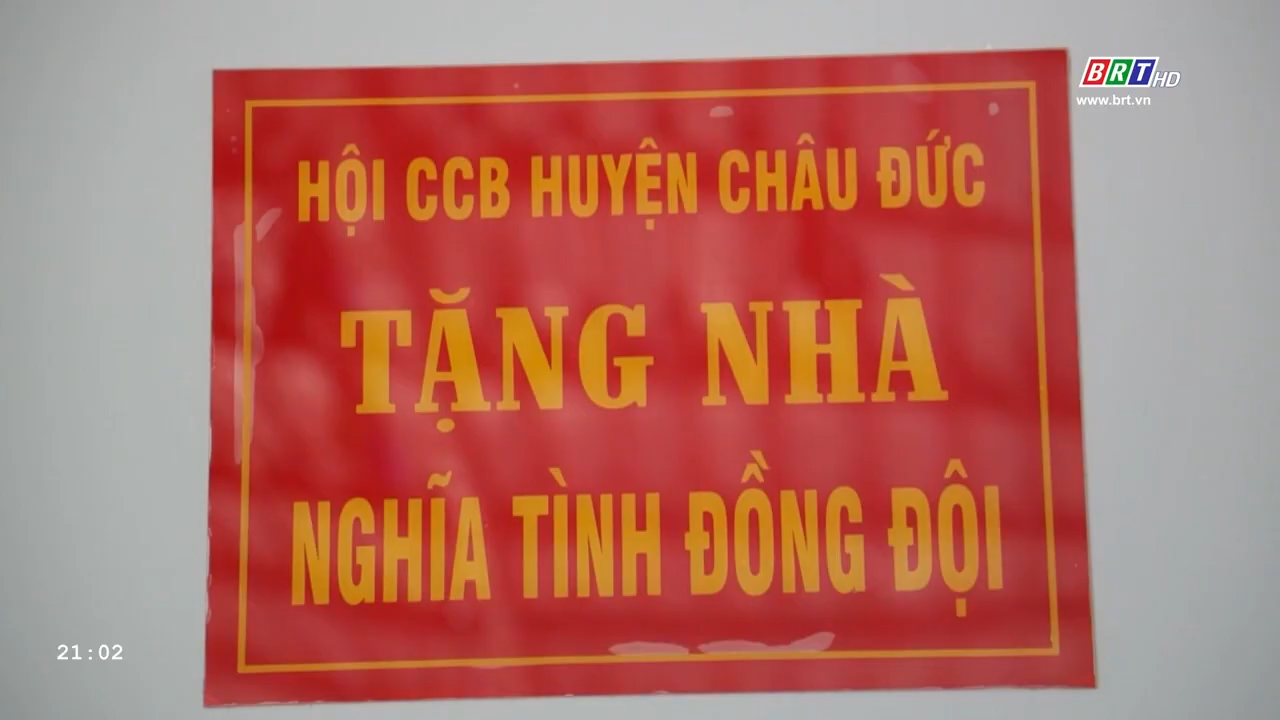 BRT HD
www.brt.vn
HỘI CCB HUYỆN CHÂU ĐỨC
TẶNG NHÀ
NGHĨA TÌNH ĐỒNG ĐỘI
21:02